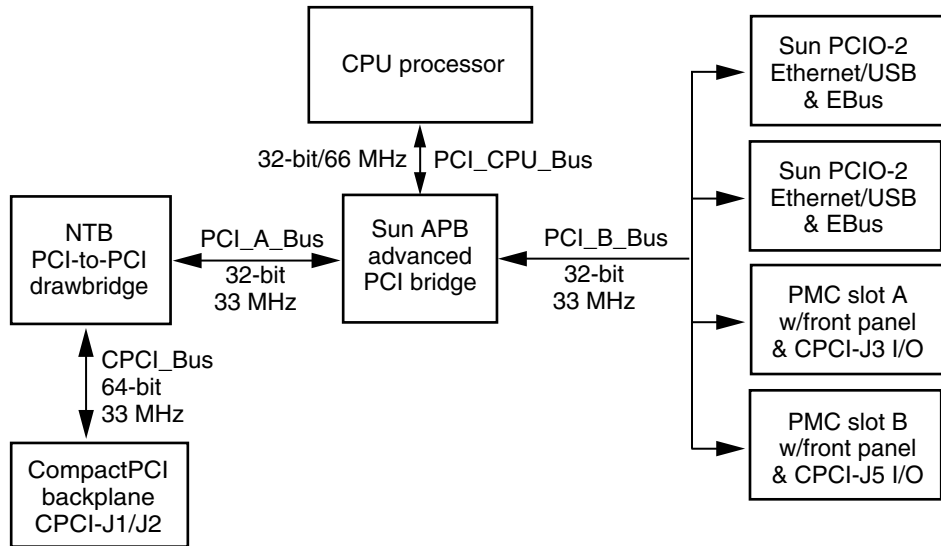 CPU processor
Sun PCIO-2
Ethernet/USB
& EBus
32-bit/66 MHz
PCI_CPU_Bus
Sun PCIO-2
Ethernet/USB
& EBus
NTB
PCI-to-PCI
drawbridge
PCI_A_Bus
32-bit
33 MHz
Sun APB
advanced
PCI bridge
PCI_B_Bus
32-bit
33 MHz
PMC slot A
w/front panel
& CPCI-J3 I/O
CPCI_Bus
64-bit
33 MHz
PMC slot B
w/front panel
& CPCI-J5 I/O
CompactPCI
backplane
CPCI-J1/J2